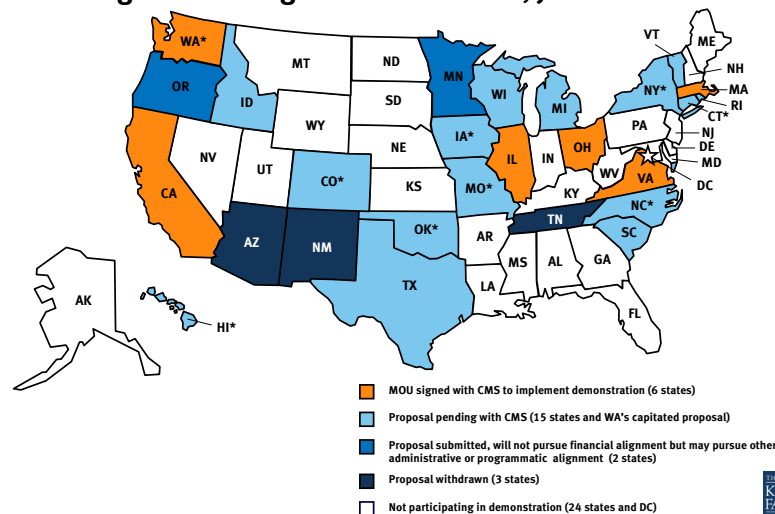 WA*
OR
CA
ID
NV
MT
WY
UT
AZ
CO*
NM
ND
SD
NE
KS
OK*
TX
MN
IA*
MO*
AR
LA
WI
IL
MI
IN
OH
KY
TN
MS
AL
GA
FL
SC
NC*
VA
WV
PA
NY*
VT
ME
NH
MA
RI
CT*
NJ
DE
MD
DC
AK
HI*
MOU signed with CMS to implement demonstration (6 states)
Proposal pending with CMS (15 states and WA's capitated proposal)
Proposal submitted, will not pursue financial alignment but may pursue other
administrative or programmatic alignment (2 states)
Proposal withdrawn (3 states)
Not participating in demonstration (24 states and DC)